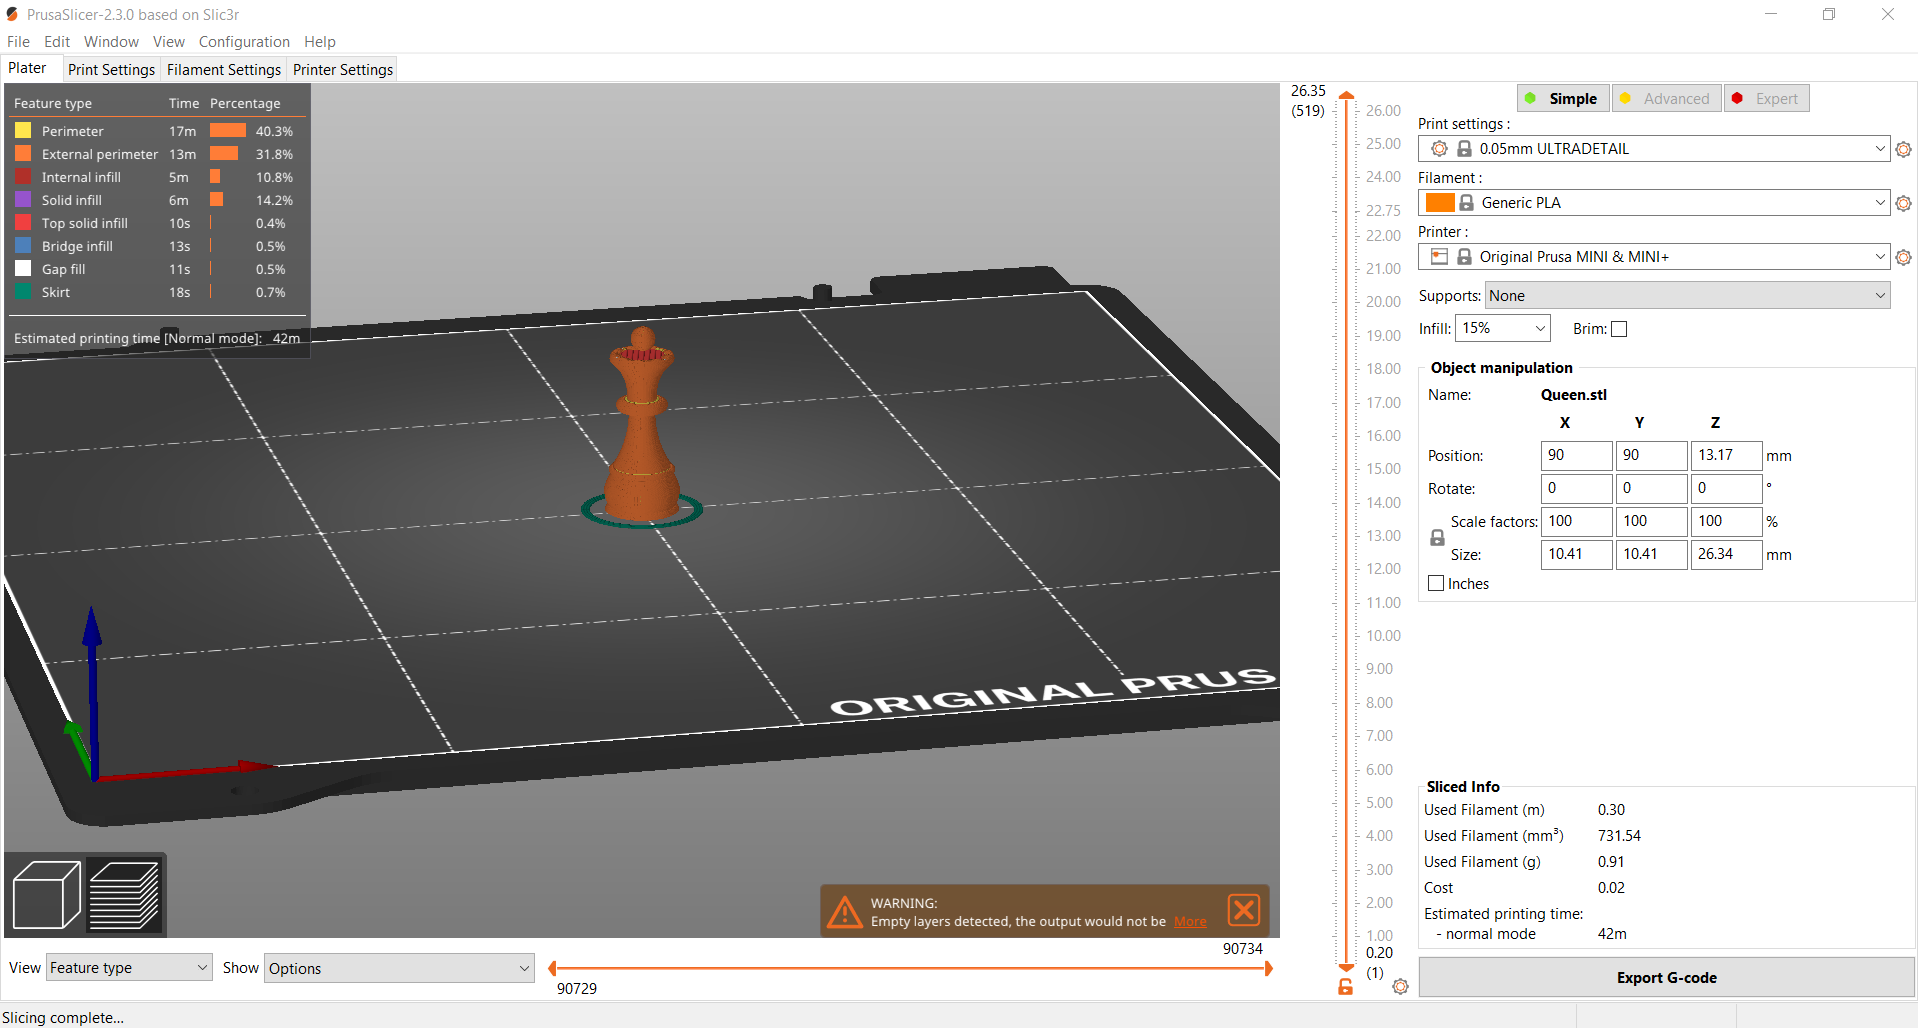 PrusaSlicer-2.3.0 based on Slic3r
File Edit Window View Configuration Help
Plater Print Settings Filament Settings Printer Settings
Feature type Time Percentage
Perimeter 17m 40.3%
External perimeter 13m 31.8%
Internal infill 5m 10.8%
Solid infill 6m 14.2%
Top solid infill 10s 0.4%
Bridge infill 13s 0.5%
Gap fill 11s 0.5%
Skirt 18s 0.7%
Estimated printing time [Normal mode]: 42m
ORIGINAL PRUS
WARNING:
Empty layers detected, the output would not be More
26.35
(519)
26.00
25.00
24.00
22.75
22.00
21.00
20.00
19.00
18.00
17.00
16.00
15.00
14.00
13.00
12.00
11.00
10.00
9.00
8.00
7.00
6.00
5.00
4.00
3.00
2.00
1.00
0.20
(1)
Simple Advanced Expert
Print settings :
0.05mm ULTRADETAIL
Filament :
Generic PLA
Printer :
Original Prusa MINI & MINI+
Supports: None
Infill: 15% Brim:
Object manipulation
Name: Queen.stl
X Y Z
Position: 90 90 13.17 mm
Rotate: 0 0 0 °
Scale factors: 100 100 100 %
Size: 10.41 10.41 26.34 mm
Inches
Sliced Info
Used Filament (m) 0.30
Used Filament (mm³) 731.54
Used Filament (g) 0.91
Cost 0.02
Estimated printing time:
- normal mode 42m
Export G-code
View Feature type Show Options
90734
90729
Slicing complete...